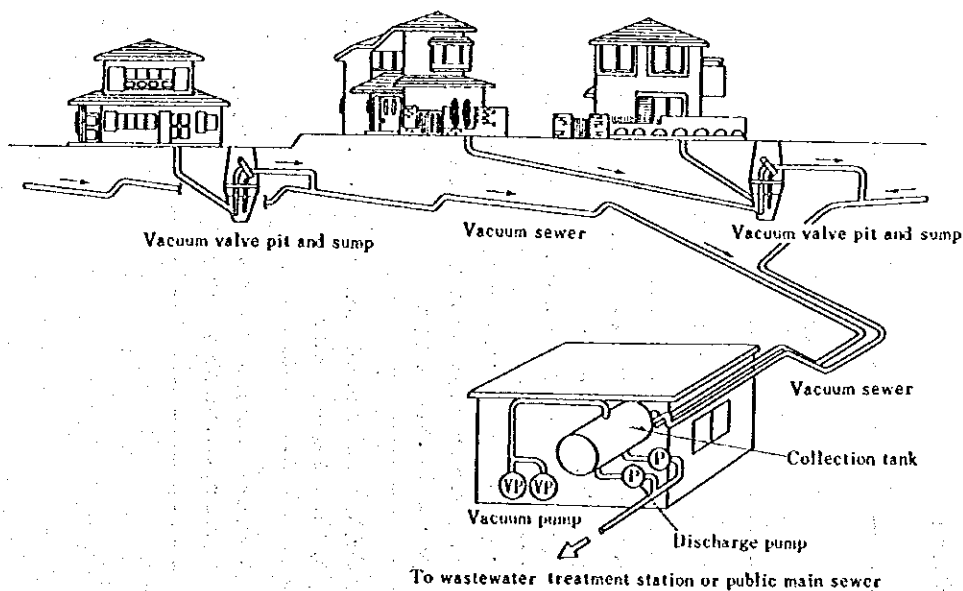 Vacuum valve pit and sump
Vacuum sewer
Vacuum valve pit and sump
Vacuum sewer
Collection tank
P
P
VP VP
Vacuum pump
Discharge pump
To wastewater treatment station or public main sewer